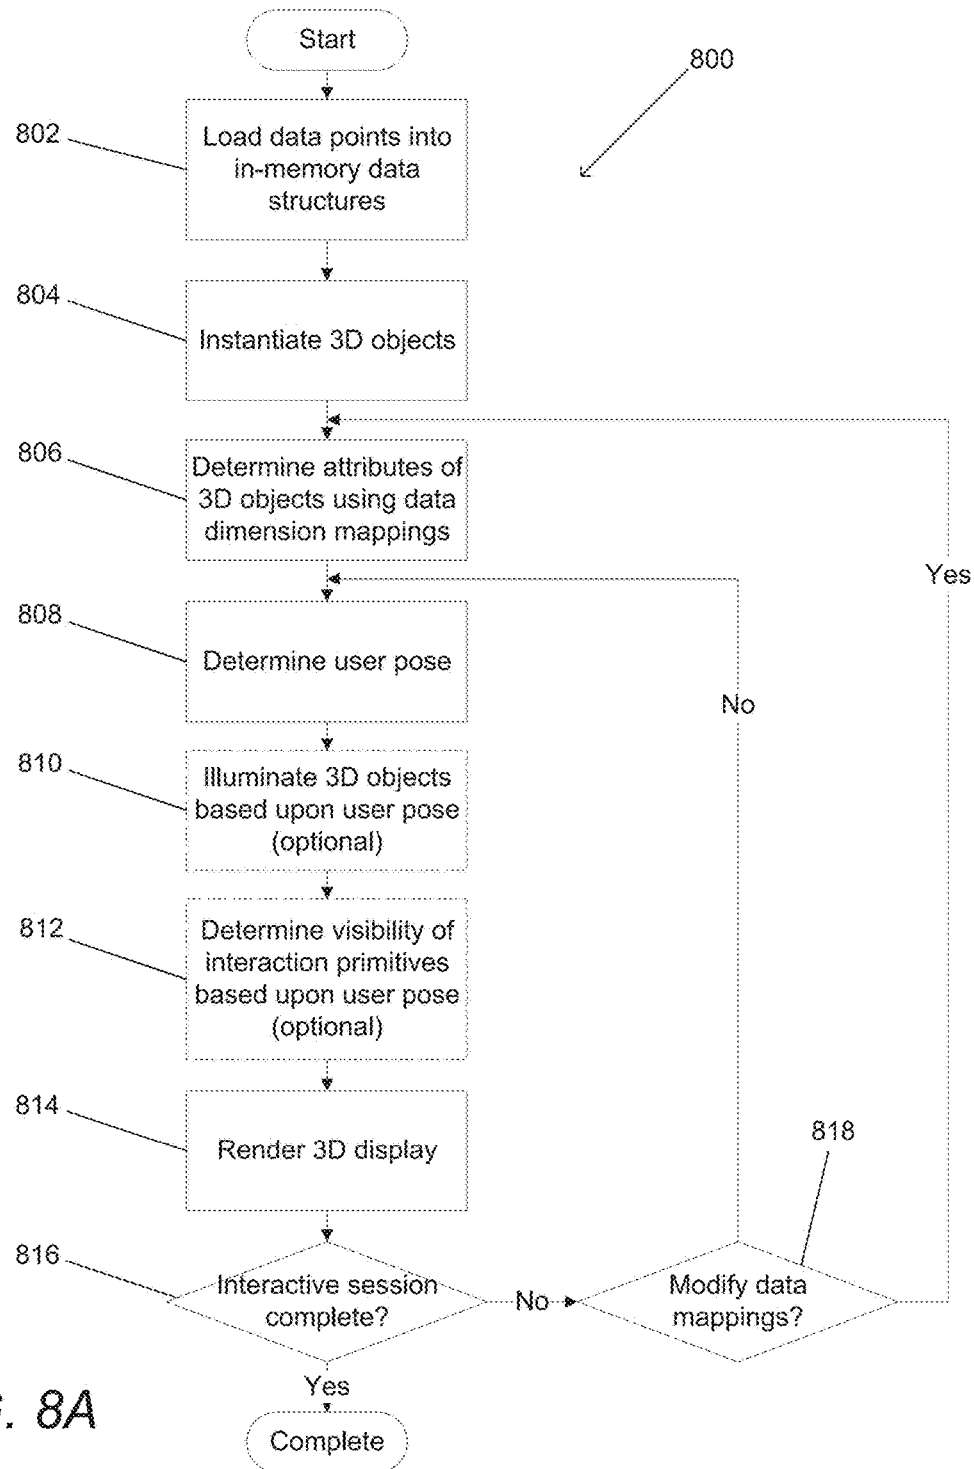 Start
800
802
Load data points into
in-memory data
structures
804
Instantiate 3D objects
806
Determine attributes of
3D objects using data
dimension mappings
Yes
808
Determine user pose
No
810
Illuminate 3D objects
based upon user pose
(optional)
812
Determine visibility of
interaction primitives
based upon user pose
(optional)
814
Render 3D display
818
816
Interactive session
complete?
No
Modify data
mappings?
Yes
8A
Complete